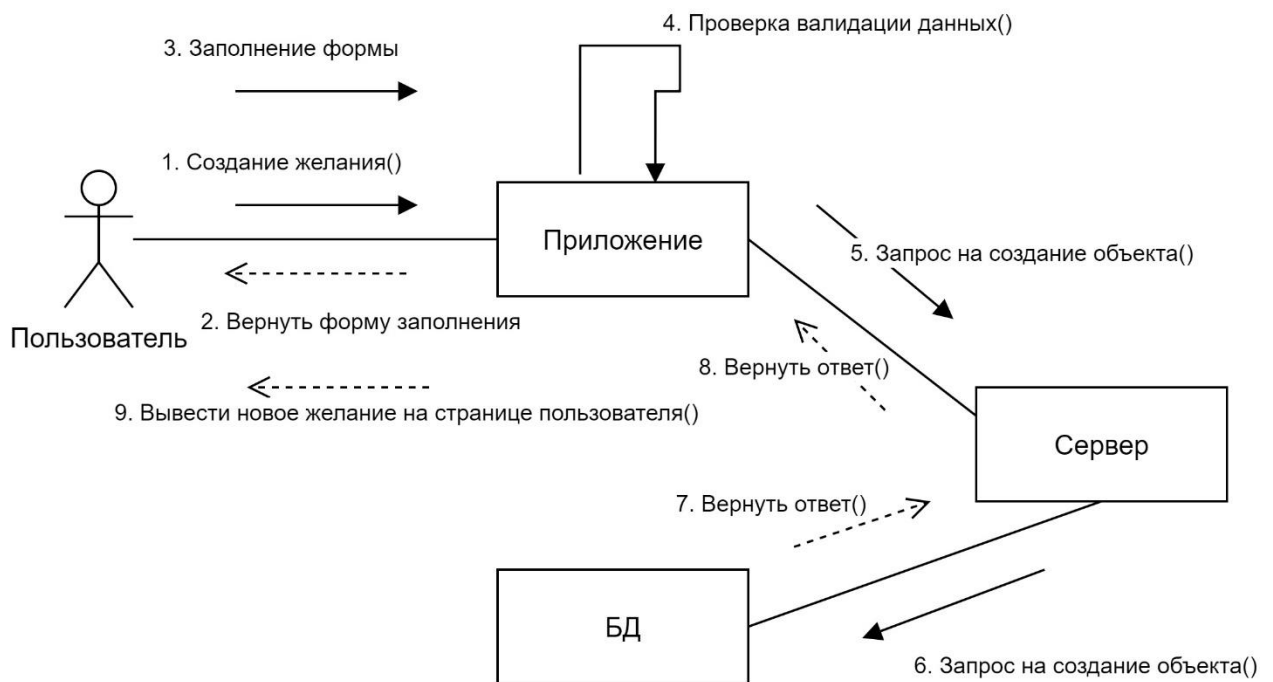 4. Проверка валидации данных()
3. Заполнение формы
1. Создание желания()
Приложение
5. Запрос на создание объекта()
2. Вернуть форму заполнения
Пользователь
8. Вернуть ответ()
9. Вывести новое желание на странице пользователя()
Сервер
7. Вернуть ответ()
БД
6. Запрос на создание объекта()